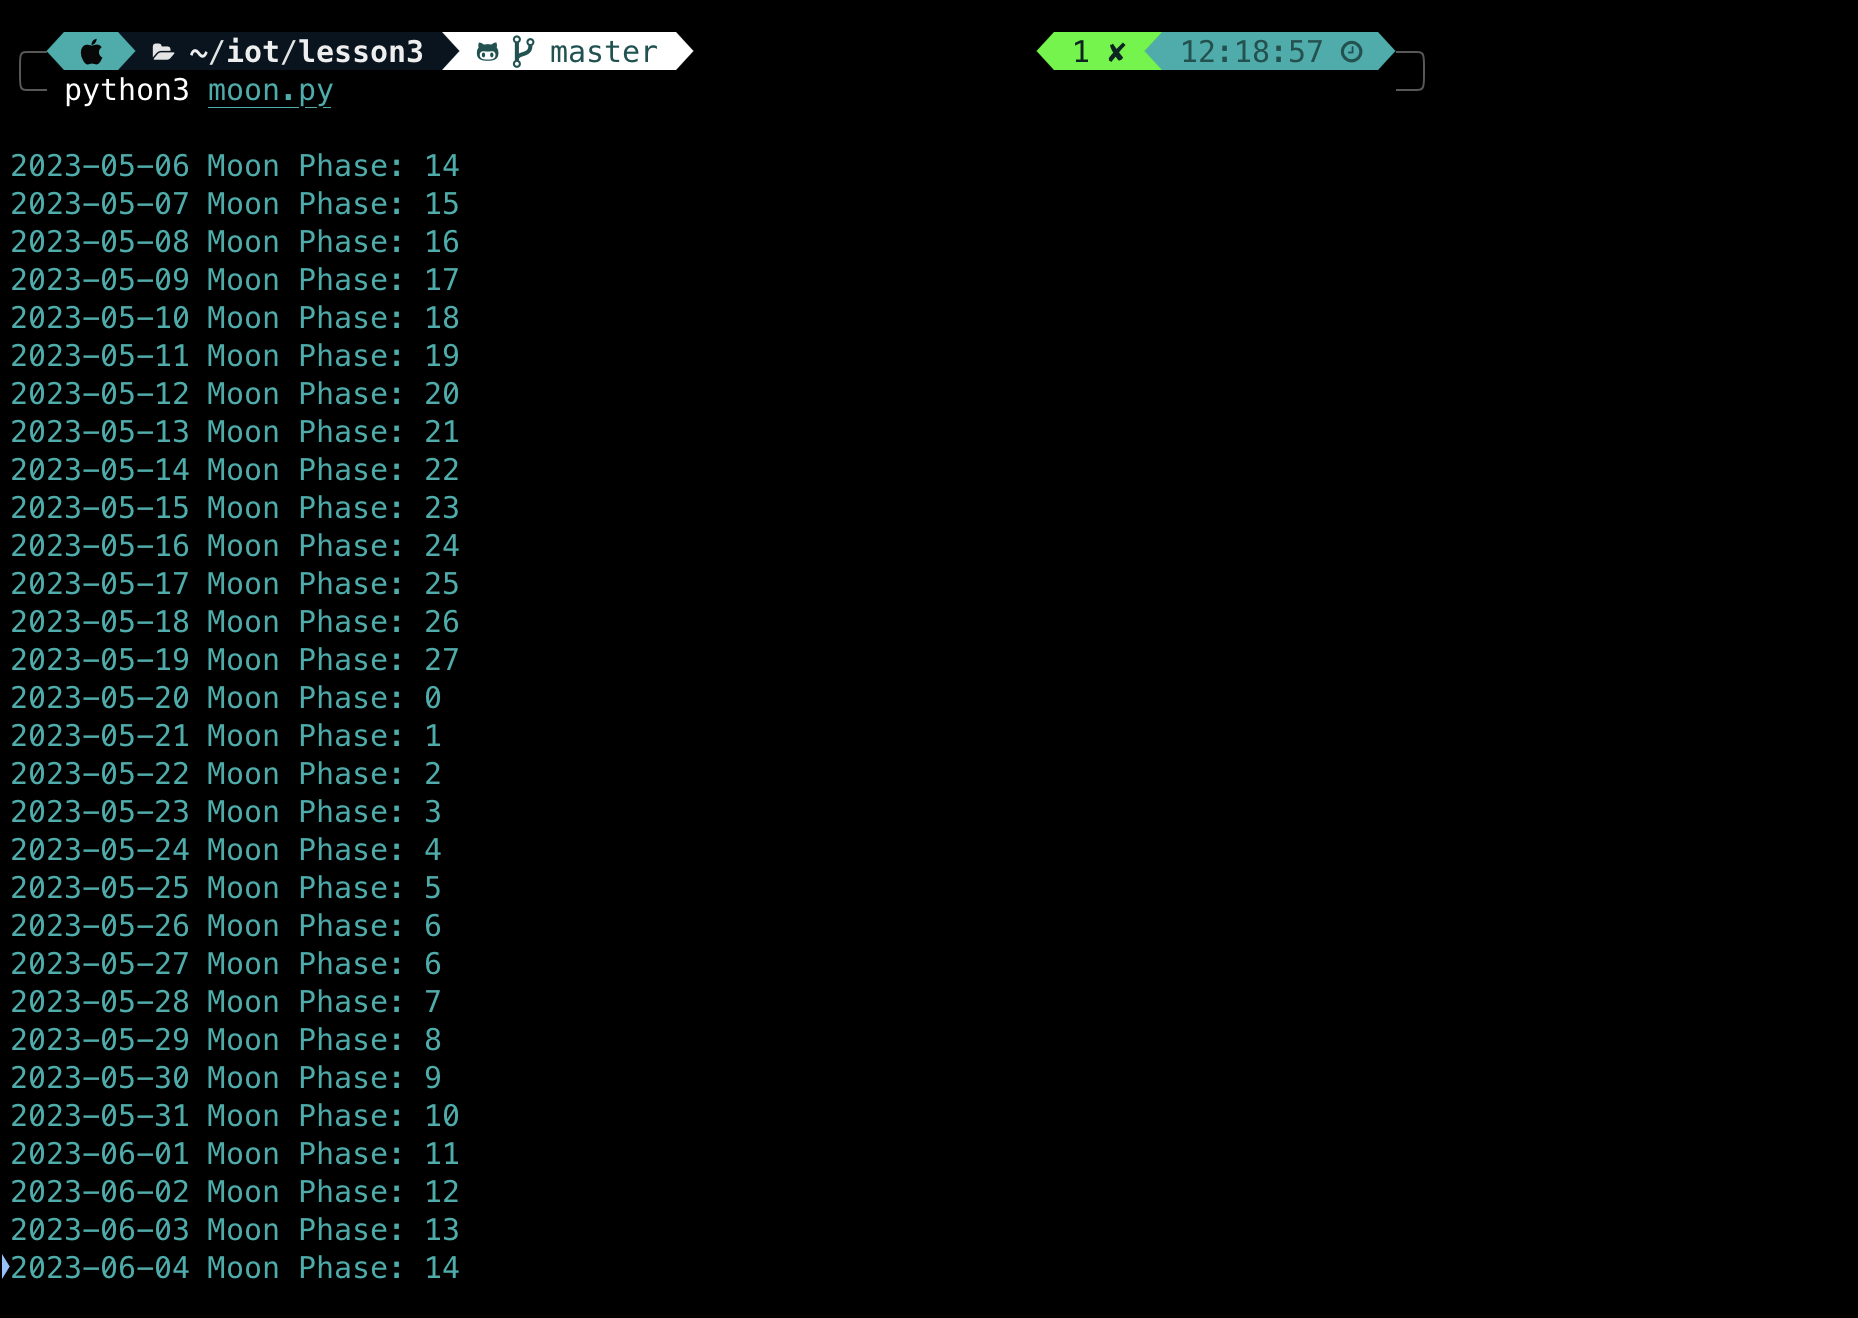 ~/iot/lesson3 master 1 ✘ 12:18:57
python3 moon.py
2023-05-06 Moon Phase: 14
2023-05-07 Moon Phase: 15
2023-05-08 Moon Phase: 16
2023-05-09 Moon Phase: 17
2023-05-10 Moon Phase: 18
2023-05-11 Moon Phase: 19
2023-05-12 Moon Phase: 20
2023-05-13 Moon Phase: 21
2023-05-14 Moon Phase: 22
2023-05-15 Moon Phase: 23
2023-05-16 Moon Phase: 24
2023-05-17 Moon Phase: 25
2023-05-18 Moon Phase: 26
2023-05-19 Moon Phase: 27
2023-05-20 Moon Phase: 0
2023-05-21 Moon Phase: 1
2023-05-22 Moon Phase: 2
2023-05-23 Moon Phase: 3
2023-05-24 Moon Phase: 4
2023-05-25 Moon Phase: 5
2023-05-26 Moon Phase: 6
2023-05-27 Moon Phase: 6
2023-05-28 Moon Phase: 7
2023-05-29 Moon Phase: 8
2023-05-30 Moon Phase: 9
2023-05-31 Moon Phase: 10
2023-06-01 Moon Phase: 11
2023-06-02 Moon Phase: 12
2023-06-03 Moon Phase: 13
2023-06-04 Moon Phase: 14